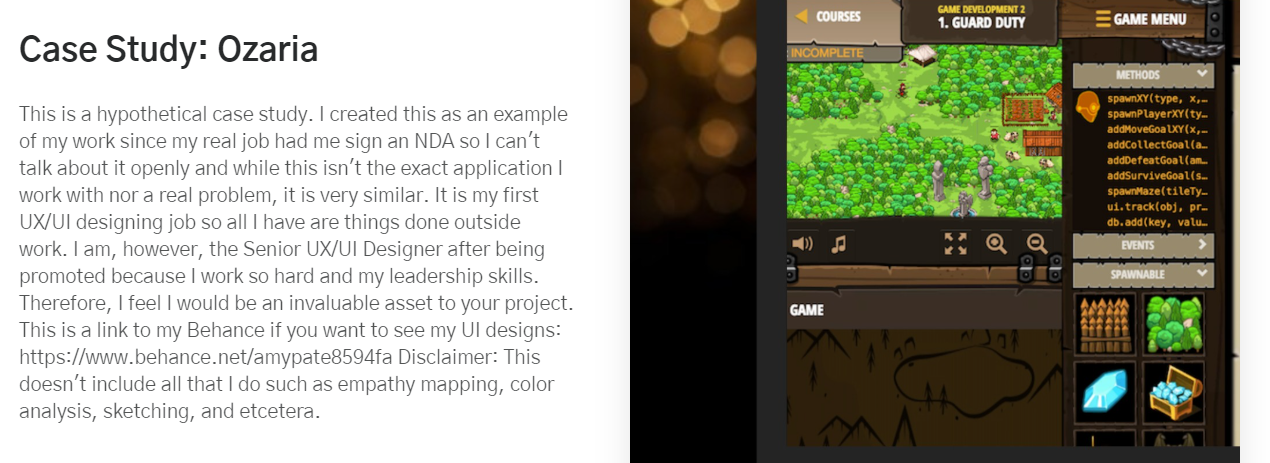 Case Study: Ozaria
This is a hypothetical case study. I created this as an example
of my work since my real job had me sign an NDA so I can't
talk about it openly and while this isn't the exact application I
work with nor a real problem, it is very similar. It is my first
UX/UI designing job so all I have are things done outside
work. I am, however, the Senior UX/UI Designer after being
promoted because I work so hard and my leadership skills.
Therefore, I feel I would be an invaluable asset to your project.
This is a link to my Behance if you want to see my UI designs:
https://www.behance.net/amypate8594fa Disclaimer: This
doesn't include all that I do such as empathy mapping, color
analysis, sketching, and etcetera.
COURSES
GAME DEVELOPMENT 2
1. GUARD DUTY
GAME MENU
INCOMPLETE
METHODS
spawnXY(type, x,…
spawnPlayerXY(ty…
addMoveGoalXY(x,…
addCollectGoal(a…
addDefeatGoal(am…
addSurviveGoal(s…
spawnMaze(tileTy…
ui.track(obj, pr…
db.add(key, valu…
EVENTS
SPAWNABLE
GAME